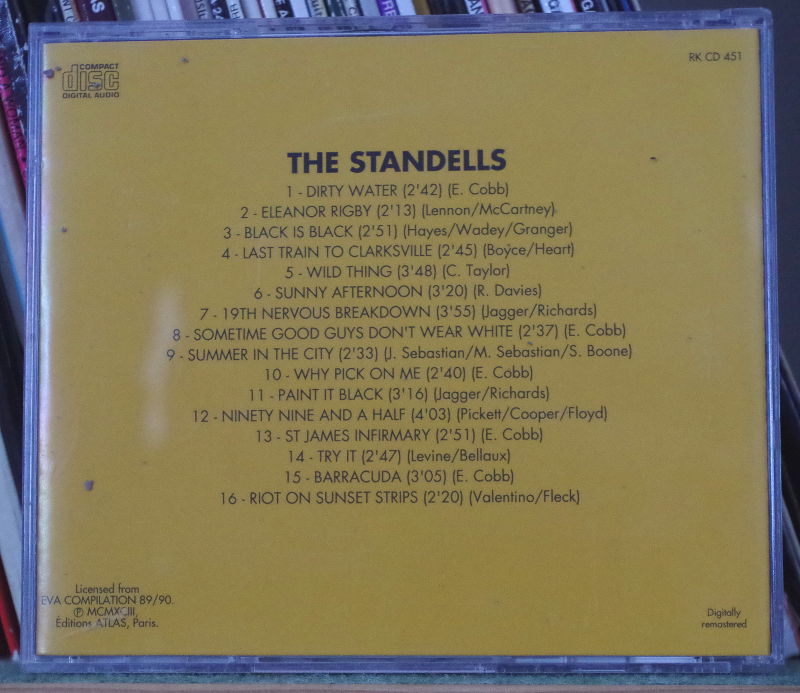 COMPACT
disc
DIGITAL AUDIO
RK CD 451
THE STANDELLS
1 - DIRTY WATER (2'42) (E. Cobb)
2 - ELEANOR RIGBY (2'13) (Lennon/McCartney)
3 - BLACK IS BLACK (2'51) (Hayes/Wadey/Granger)
4 - LAST TRAIN TO CLARKSVILLE (2'45) (Boyce/Heart)
5 - WILD THING (3'48) (C. Taylor)
6 - SUNNY AFTERNOON (3'20) (R. Davies)
7 - 19TH NERVOUS BREAKDOWN (3'55) (Jagger/Richards)
8 - SOMETIME GOOD GUYS DON'T WEAR WHITE (2'37) (E. Cobb)
9 - SUMMER IN THE CITY (2'33) (J. Sebastian/M. Sebastian/S. Boone)
10 - WHY PICK ON ME (2'40) (E. Cobb)
11 - PAINT IT BLACK (3'16) (Jagger/Richards)
12 - NINETY NINE AND A HALF (4'03) (Pickett/Cooper/Floyd)
13 - ST JAMES INFIRMARY (2'51) (E. Cobb)
14 - TRY IT (2'47) (Levine/Bellaux)
15 - BARRACUDA (3'05) (E. Cobb)
16 - RIOT ON SUNSET STRIPS (2'20) (Valentino/Fleck)
Licensed from
EVA COMPILATION 89/90.
℗ MCMXCIII,
Éditions ATLAS, Paris.
Digitally
remastered